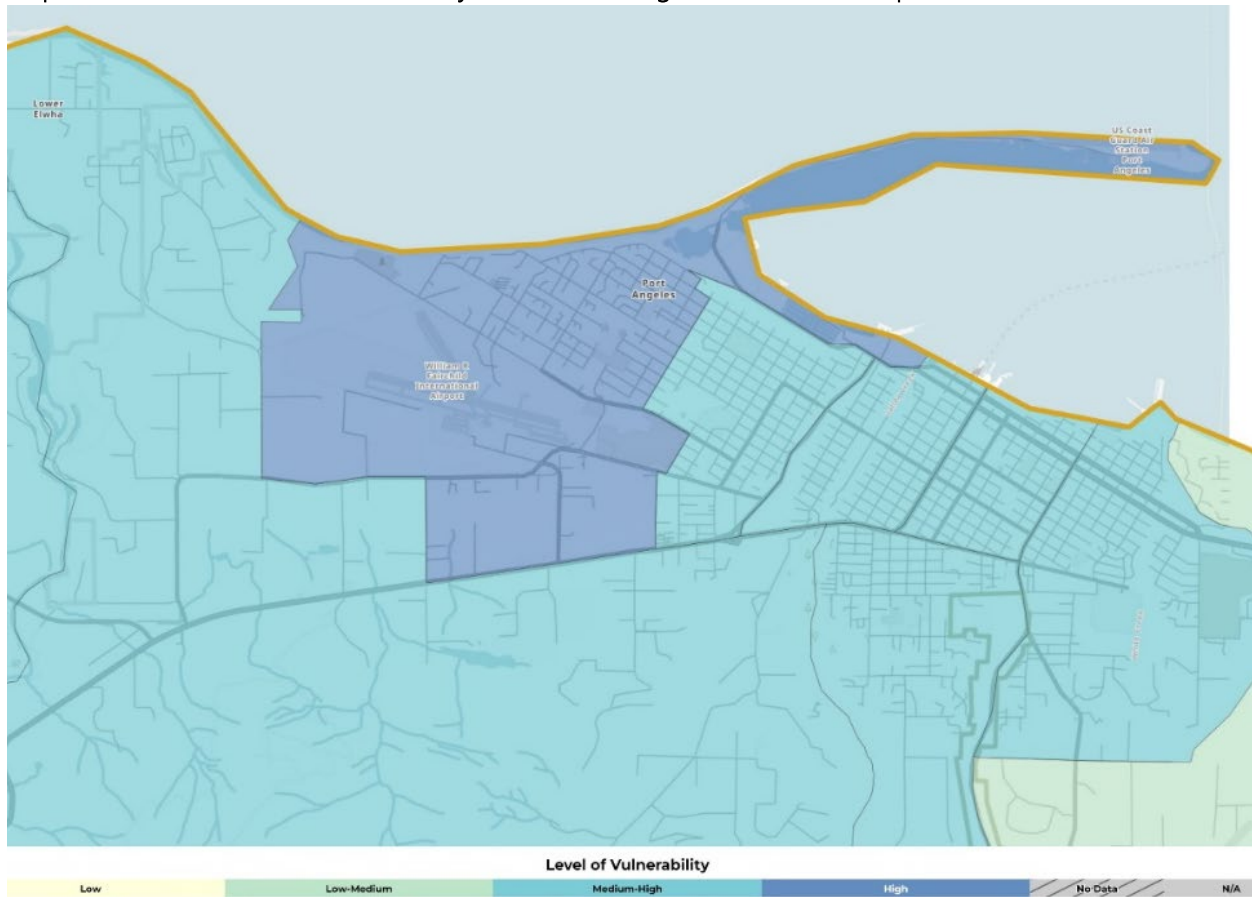 Lower
Elwha
US Coast
Guard Air
Station
Port
Angeles
Port
Angeles
William R
Fairchild
International
Airport
Level of Vulnerability
Low
Low-Medium
Medium-High
High
No Data
N/A